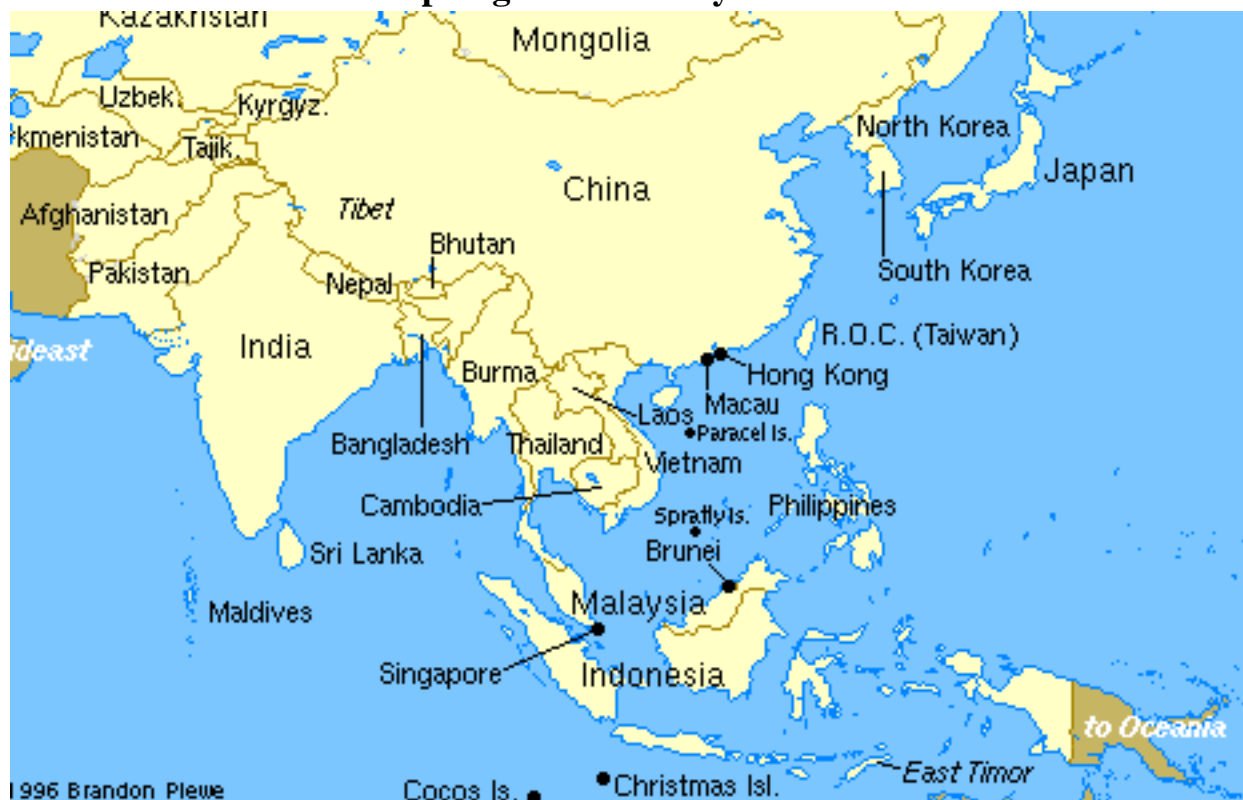 Kazakhstan
Mongolia
Uzbek.
Kyrgyz.
kmenistan
Tajik.
North Korea
Japan
China
Tibet
Afghanistan
Bhutan
Pakistan
Nepal
South Korea
India
R.O.C. (Taiwan)
ideast
Burma
Hong Kong
Laos
Macau
Paracel Is.
Bangladesh
Thailand
Vietnam
Cambodia
Spratly Is.
Philippines
Sri Lanka
Brunei
Maldives
Malaysia
Singapore
Indonesia
to Oceania
East Timor
1996 Brandon Plewe
Cocos Is.
Christmas Isl.